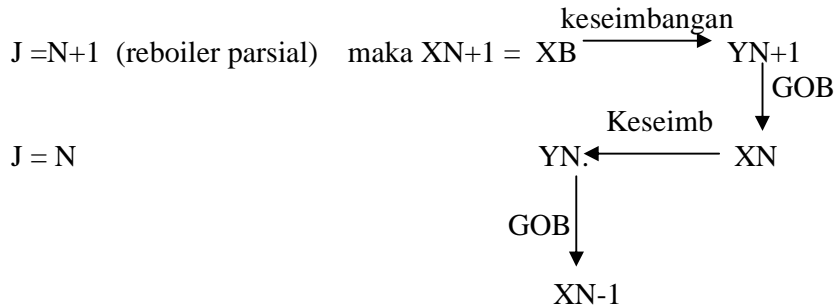 keseimbangan
J =N+1 (reboiler parsial) maka XN+1 = XB YN+1
GOB
Keseimb
J = N YN. XN
GOB
XN-1